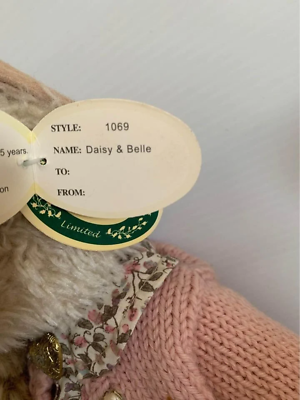 STYLE: 1069
5 years.
NAME: Daisy & Belle
TO:
on
FROM:
Limited